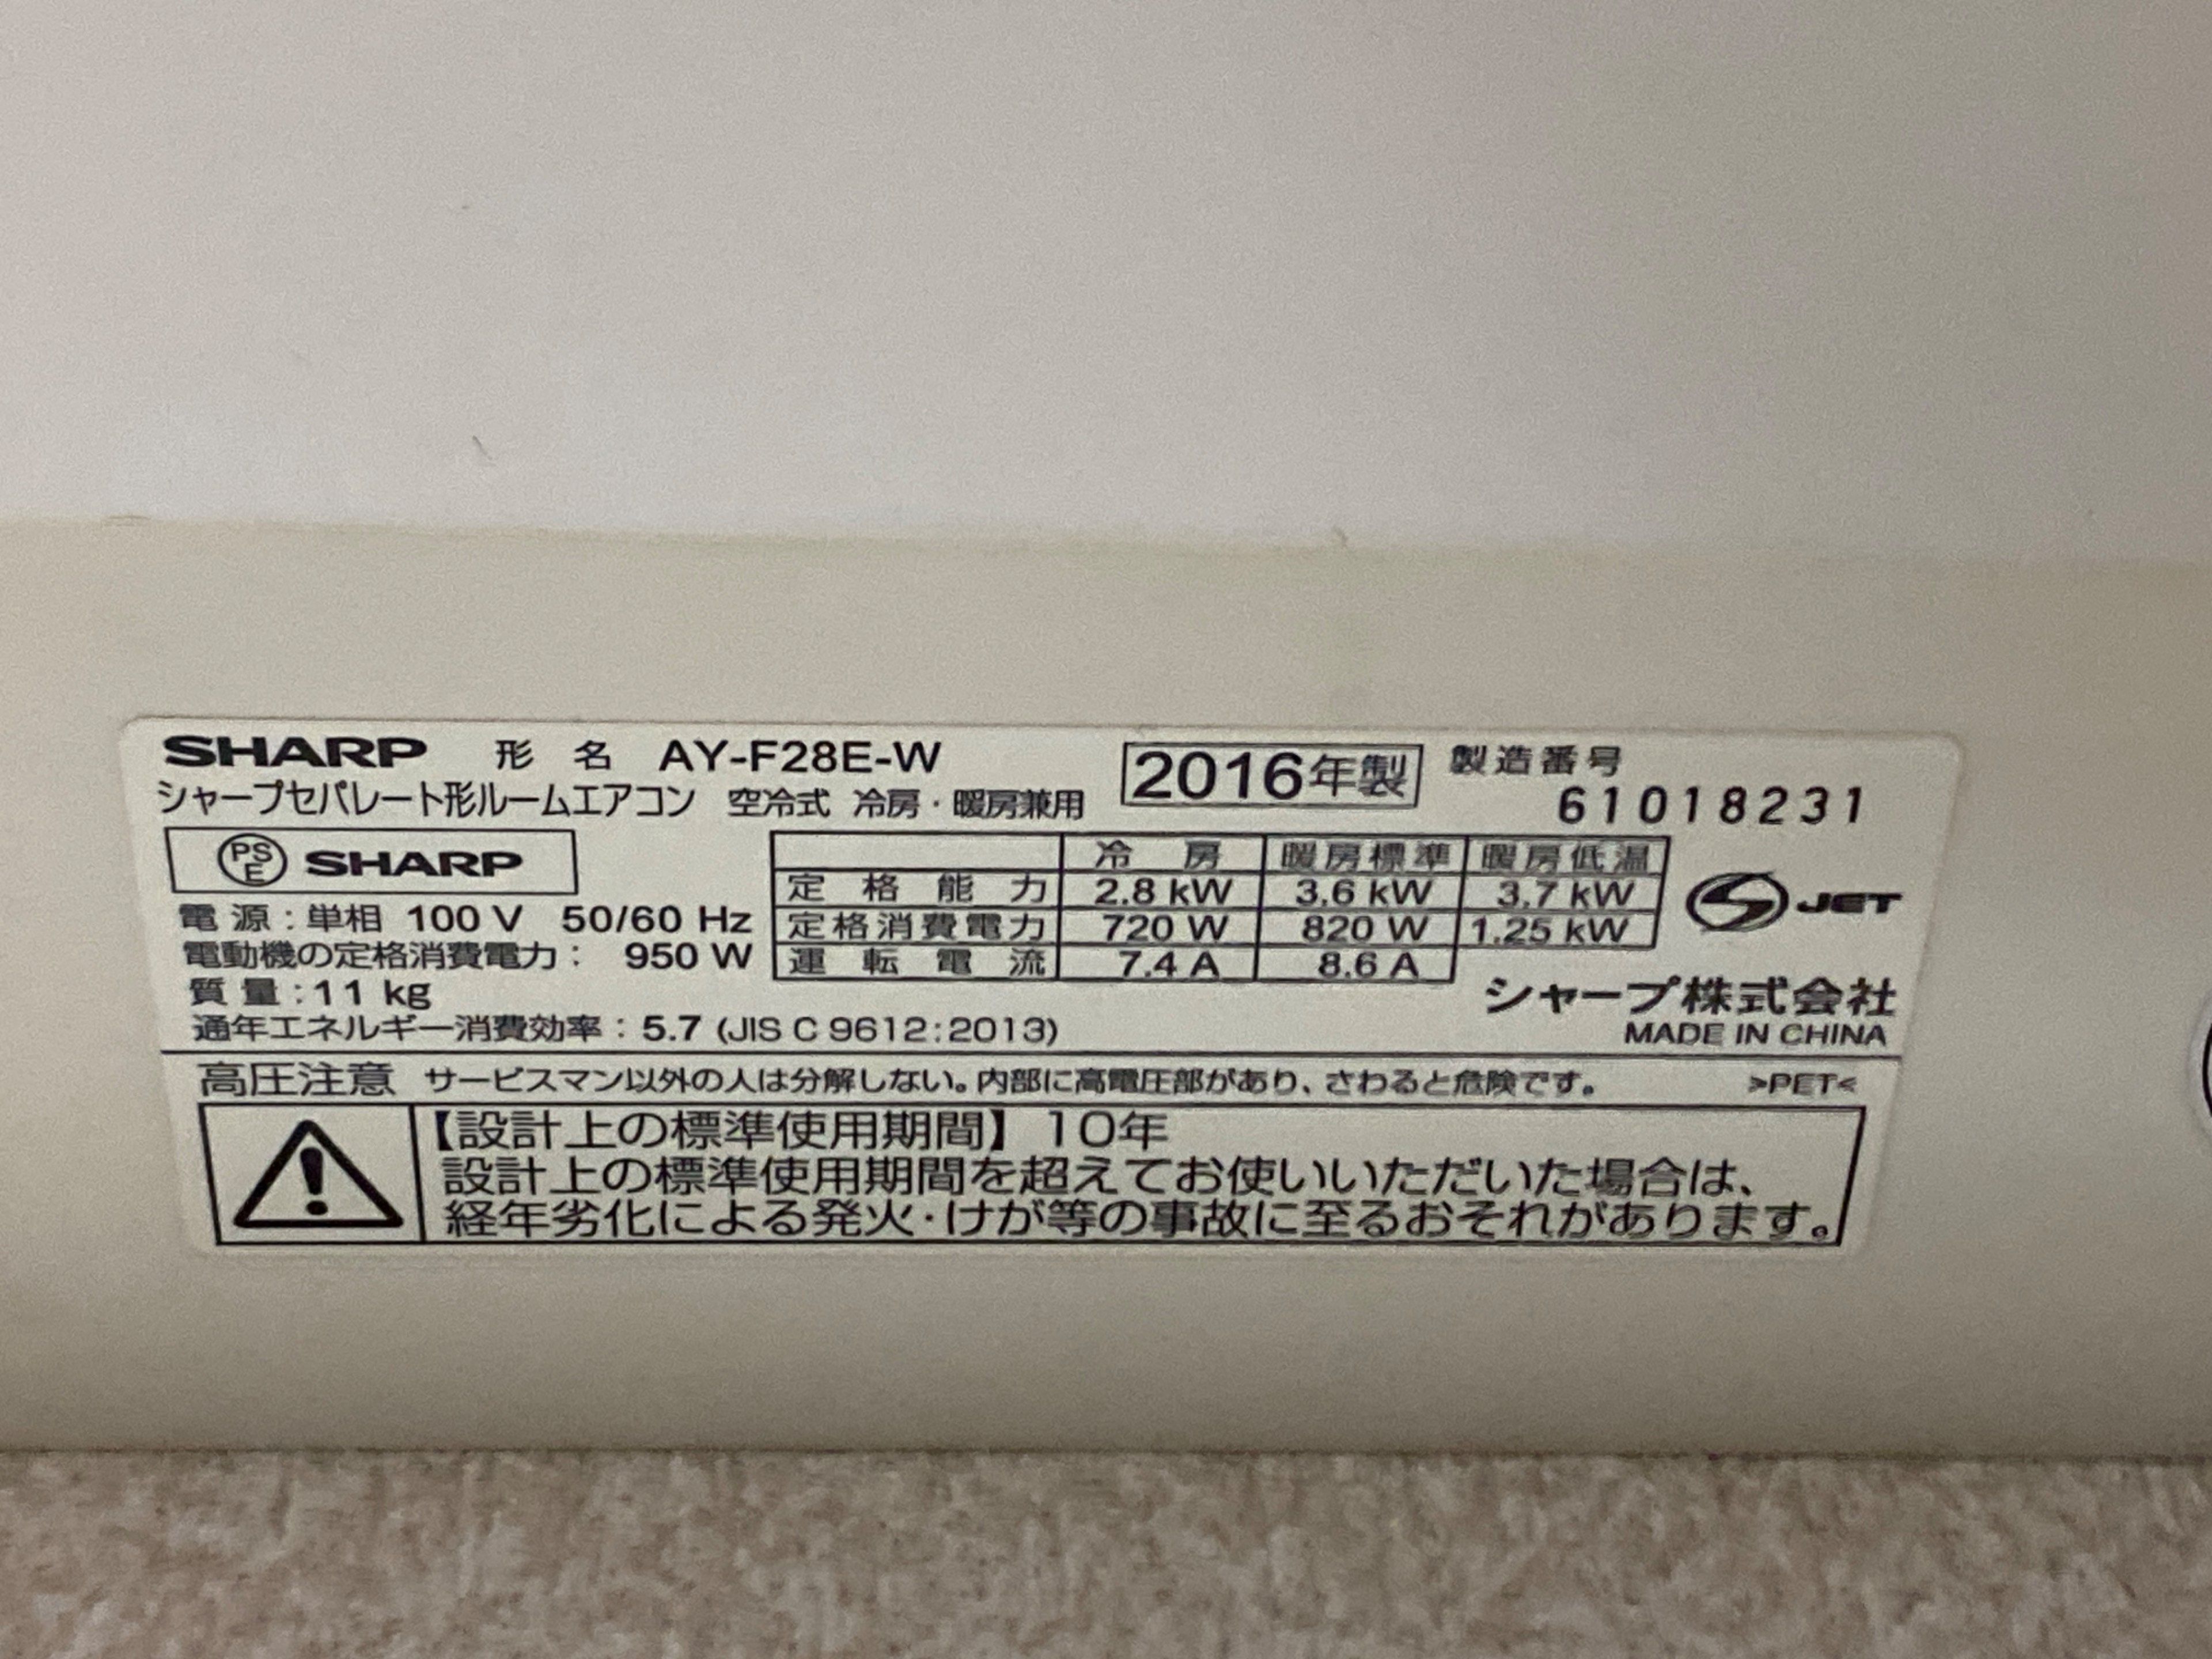 SHARP 形名 AY-F28E-W
シャープセパレート形ルームエアコン 空冷式 冷房・暖房兼用
2016年製
製造番号
61018231
PSE SHARP
電源:単相 100 V 50/60 Hz
電動機の定格消費電力: 950 W
質量:11 kg
通年エネルギー消費効率:5.7 (JIS C 9612:2013)
冷房 暖房標準 暖房低温
定格能力 2.8 kW 3.6 kW 3.7 kW
定格消費電力 720 W 820 W 1.25 kW
運転電流 7.4 A 8.6 A
JET
シャープ株式会社
MADE IN CHINA
高圧注意 サービスマン以外の人は分解しない。内部に高電圧部があり、さわると危険です。 >PET<
【設計上の標準使用期間】10年
設計上の標準使用期間を超えてお使いいただいた場合は、
経年劣化による発火・けが等の事故に至るおそれがあります。